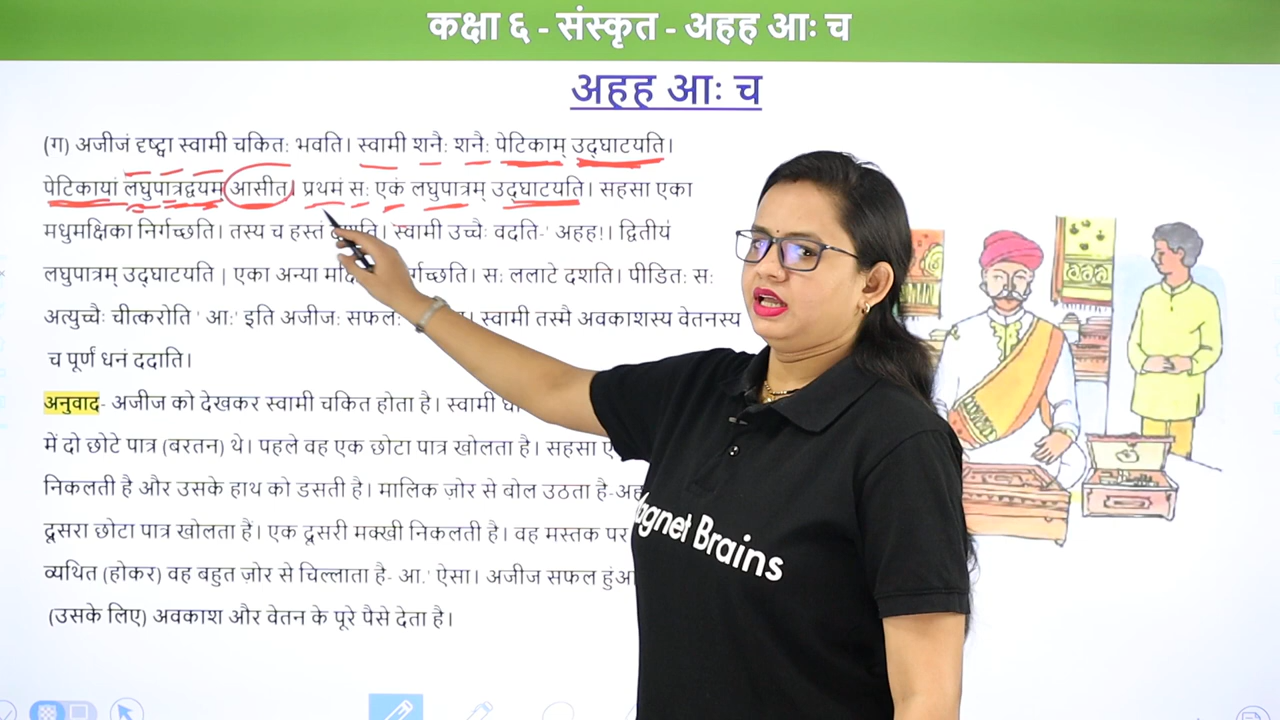 कक्षा ६ - संस्कृत - अहह आः च
अहह आः च
(ग) अजीजं दृष्ट्वा स्वामी चकित: भवति। स्वामी शनै: शनै: पेटिकाम् उद्घाटयति।
पेटिकायां लघुपात्रद्वयम् आसीत्। प्रथमं स: एकं लघुपात्रम् उद्घाटयति। सहसा एका
मधुमक्षिका निर्गच्छति। तस्य च हस्तं स्वामी उच्चैः वदति-' अहह!। द्वितीयं
लघुपात्रम् उद्घाटयति | एका अन्या स: ललाटे दशति। पीडित: स:
अत्युच्चैः चीत्करोति ' आ:' इति अजीज: सफल: स्वामी तस्मै अवकाशस्य वेतनस्य
च पूर्णं धनं ददाति।
अनुवाद- अजीज को देखकर स्वामी चकित होता है। स्वामी
में दो छोटे पात्र (बरतन) थे। पहले वह एक छोटा पात्र खोलता है। सहसा
निकलती है और उसके हाथ को डसती है। मालिक ज़ोर से बोल उठता है-
दूसरा छोटा पात्र खोलता है। एक दूसरी मक्खी निकलती है। वह मस्तक पर
व्यथित (होकर) वह बहुत ज़ोर से चिल्लाता है- आ.' ऐसा। अजीज सफल
(उसके लिए) अवकाश और वेतन के पूरे पैसे देता है।
Magnet Brains